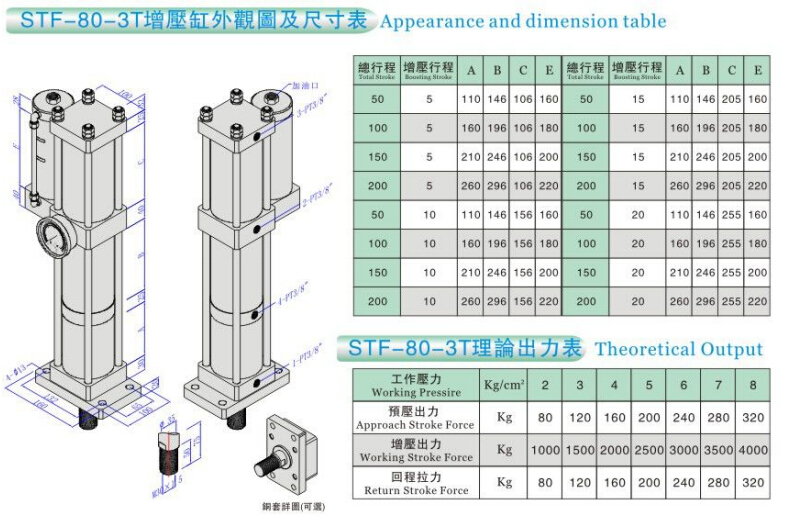 STF-80-3T增壓缸外觀圖及尺寸表 Appearance and dimension table
總行程 增壓行程 A B C E 總行程 增壓行程 A B C E
Total Stroke Boosting Stroke Total Stroke Boosting Stroke
50 5 110 146 106 160 50 15 110 146 205 160
100 5 160 196 106 180 100 15 160 196 205 180
150 5 210 246 106 200 150 15 210 246 205 200
200 5 260 296 106 220 200 15 260 296 205 220
50 10 110 146 156 160 50 20 110 146 255 160
100 10 160 196 156 180 100 20 160 196 255 180
150 10 210 246 156 200 150 20 210 246 255 200
200 10 260 296 156 220 200 20 260 296 255 220
STF-80-3T理論出力表 Theoretical Output
工作壓力
Working Pressire Kg/cm² 2 3 4 5 6 7 8
預壓出力
Approach Stroke Force Kg 80 120 160 200 240 280 320
增壓出力
Working Stroke Force Kg 1000 1500 2000 2500 3000 3500 4000
回程拉力
Return Stroke Force Kg 80 120 160 200 240 280 320
100
加油口
3-PT3/8"
2-PT3/8"
4-PT3/8"
1-PT3/8"
E
C
B
A
160
銅套詳圖(可選)